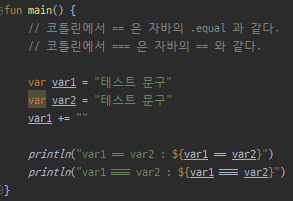 fun main() {
// 코틀린에서 == 은 자바의 .equal 과 같다.
// 코틀린에서 === 은 자바의 == 와 같다.
var var1 = "테스트 문구"
var var2 = "테스트 문구"
var1 += ""
println("var1 == var2 : ${var1 == var2}")
println("var1 === var2 : ${var1 === var2}")
}